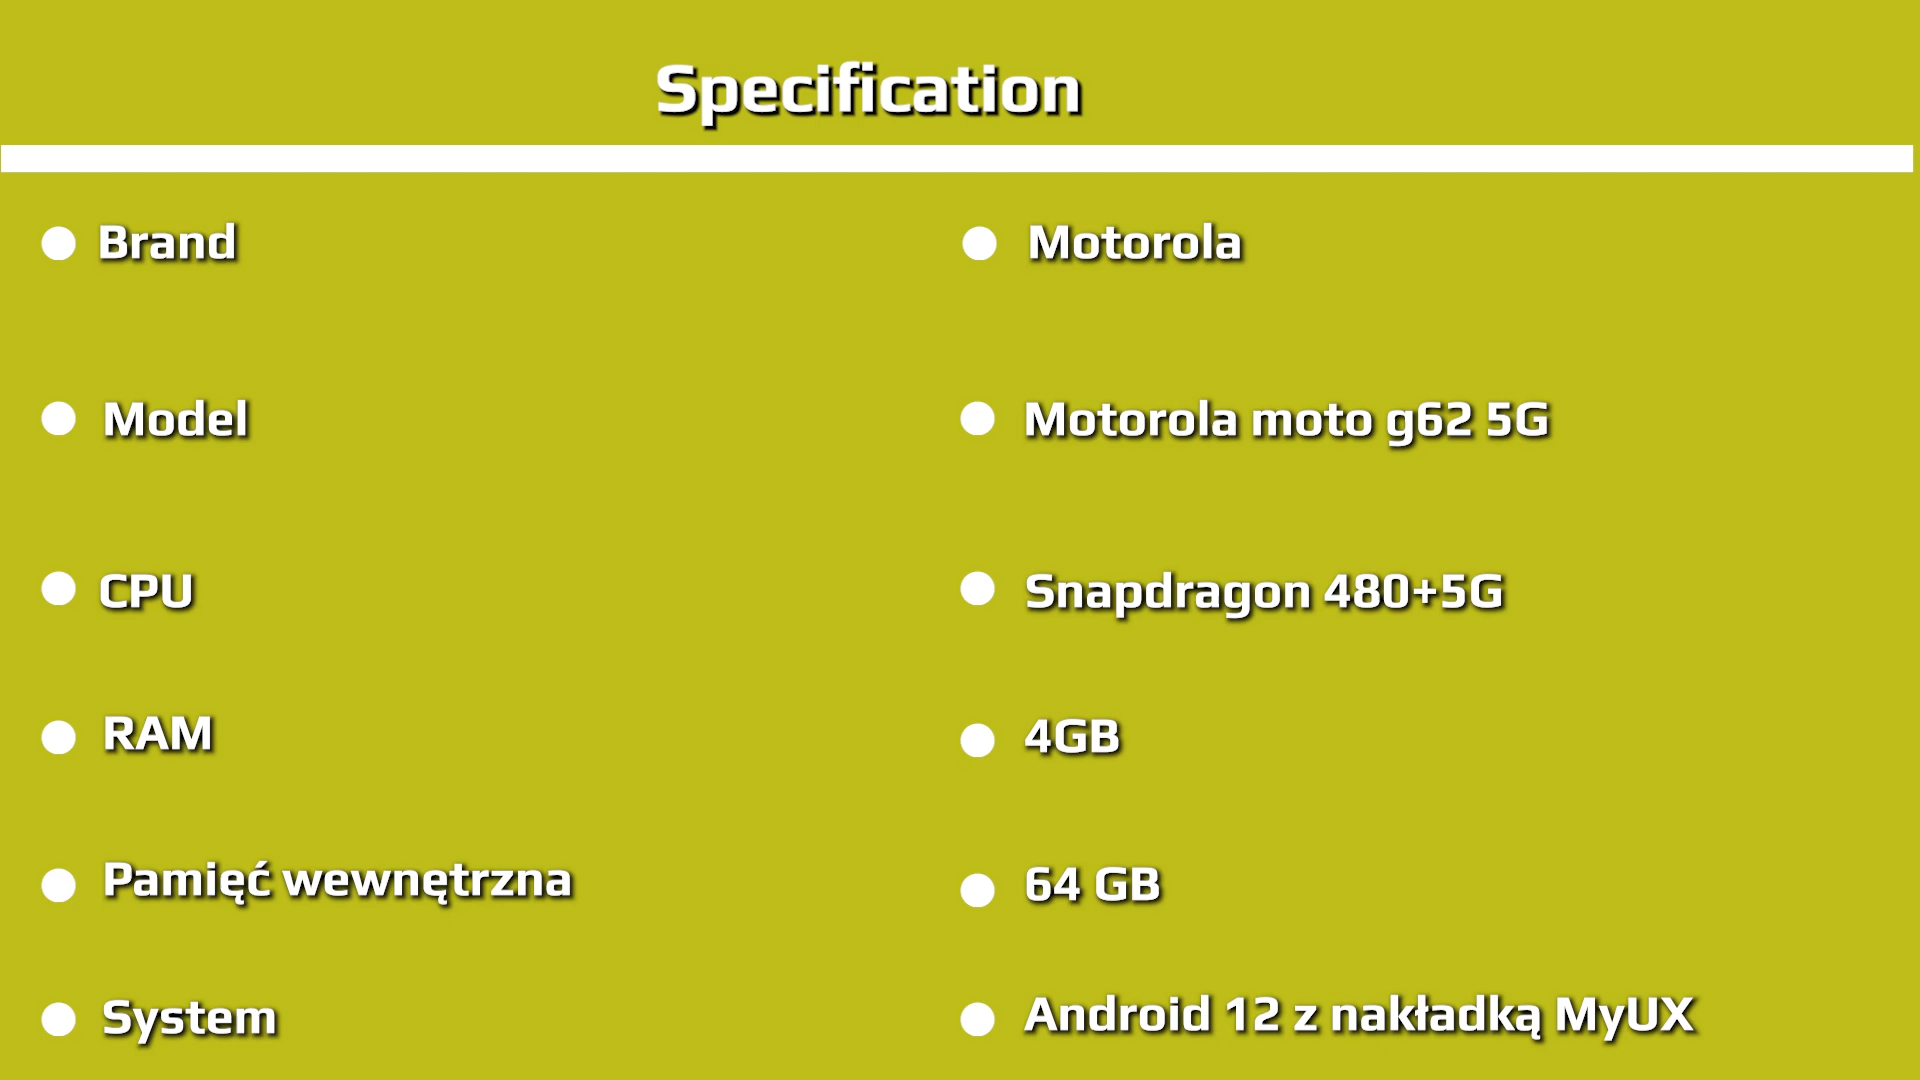 Specification
Brand
Motorola
Model
Motorola moto g62 5G
CPU
Snapdragon 480+5G
RAM
4GB
Pamięć wewnętrzna
64 GB
System
Android 12 z nakładką MyUX